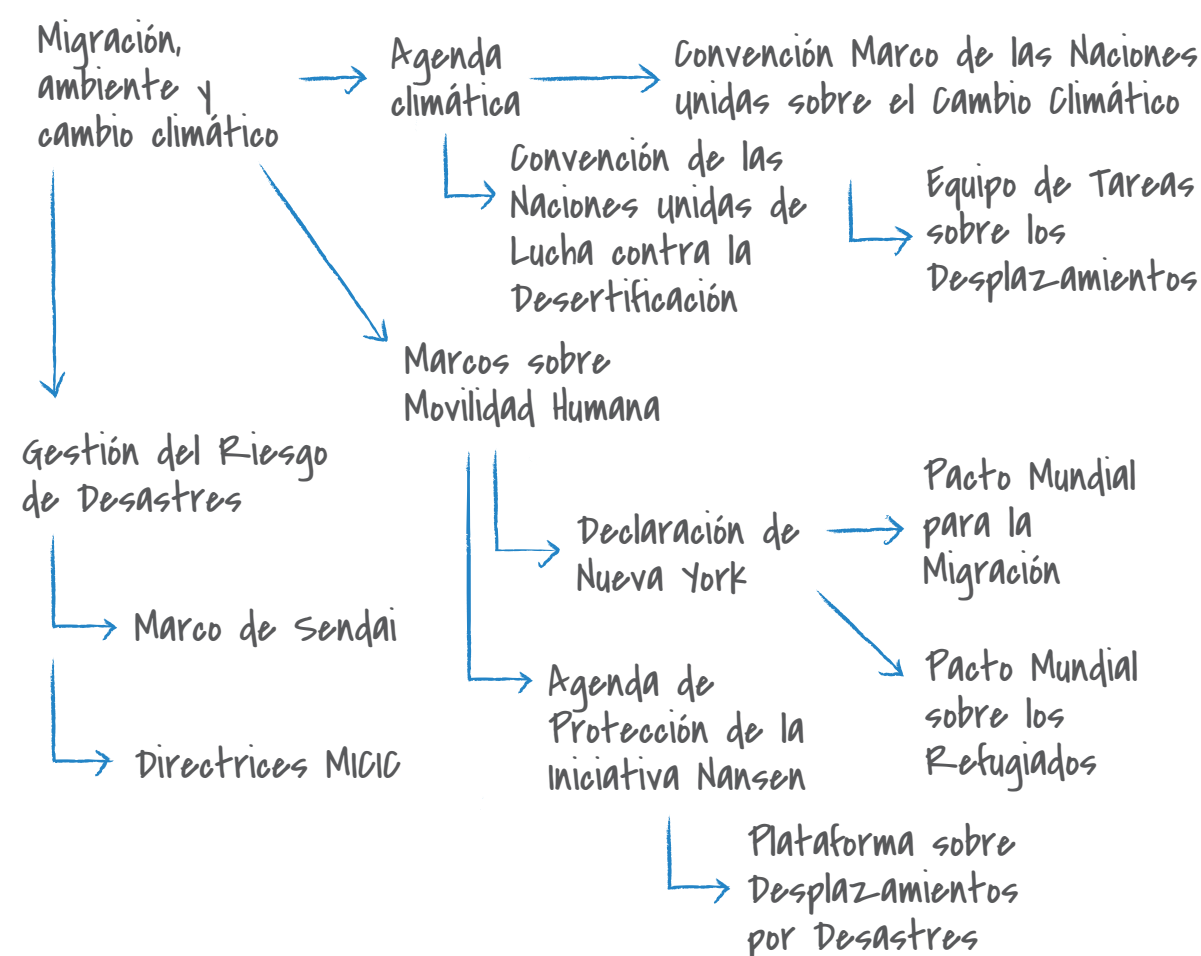 Migración,
ambiente y
cambio climático
Agenda
climática
Convención Marco de las Naciones
unidas sobre el Cambio Climático
Convención de las
Naciones unidas de
Lucha contra la
Desertificación
Equipo de Tareas
sobre los
Desplazamientos
Marcos sobre
Movilidad Humana
Gestión del Riesgo
de Desastres
Marco de Sendai
Directrices MICIC
Declaración de
Nueva York
Pacto Mundial
para la
Migración
Pacto Mundial
sobre los
Refugiados
Agenda de
Protección de la
Iniciativa Nansen
Plataforma sobre
Desplazamientos
por Desastres